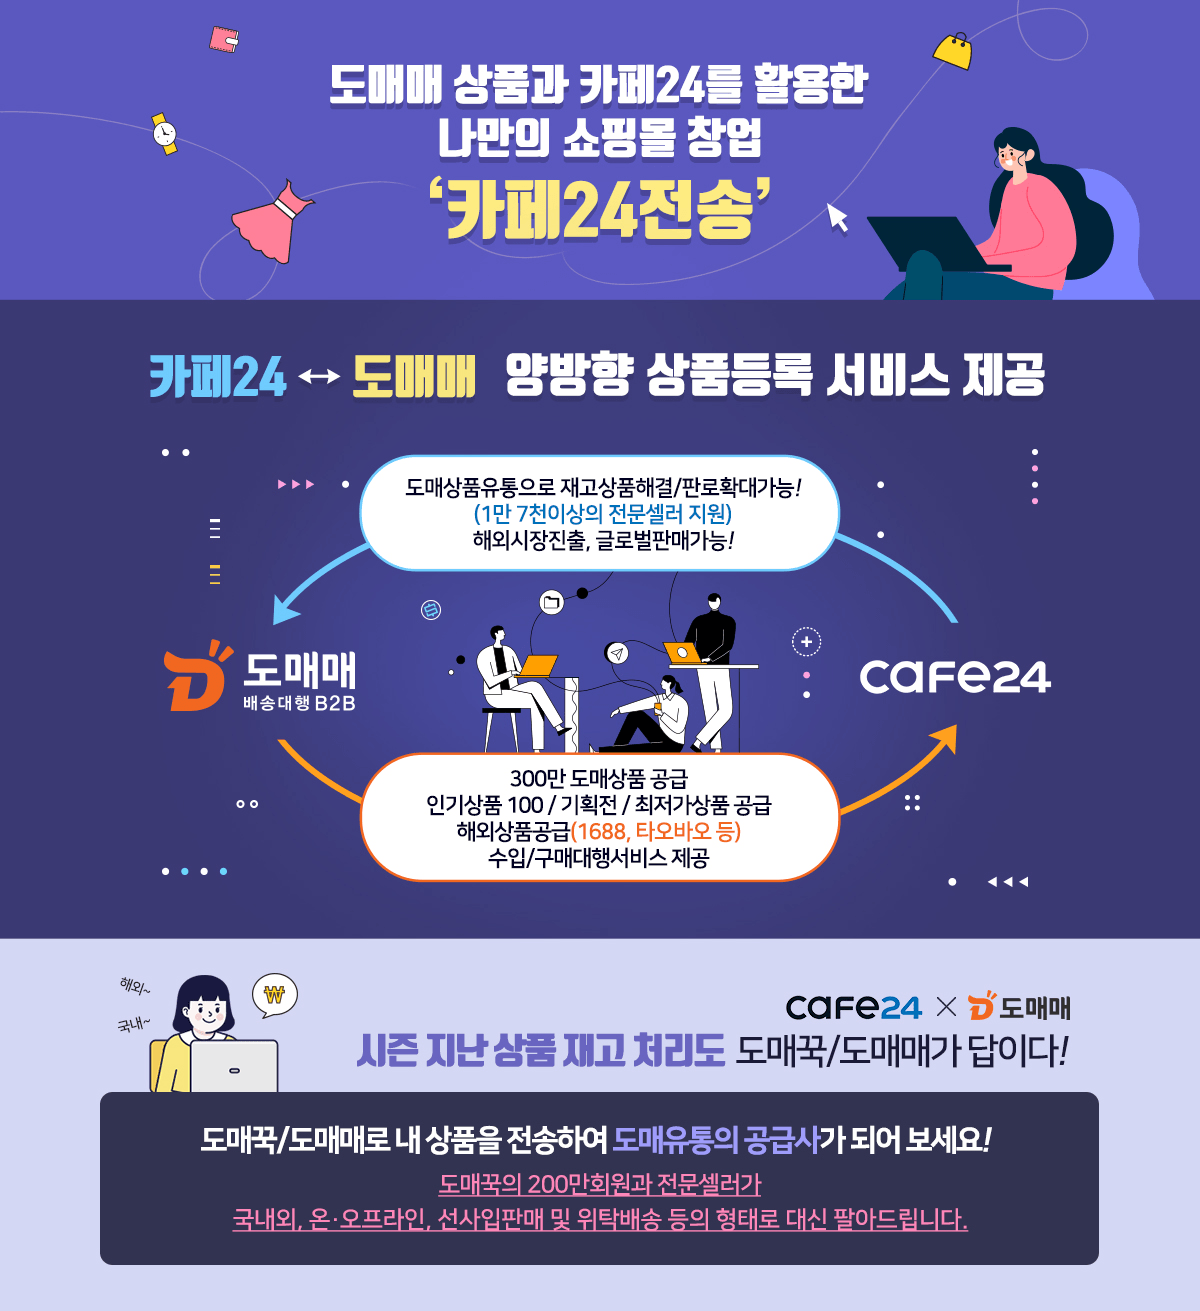 도매매 상품과 카페24를 활용한
나만의 쇼핑몰 창업
‘카페24전송’
카페24 ↔ 도매매 양방향 상품등록 서비스 제공
도매상품유통으로 재고상품해결/판로확대가능!
(1만 7천이상의 전문셀러 지원)
해외시장진출, 글로벌판매가능!
도매매
배송대행 B2B
cafe24
300만 도매상품 공급
인기상품 100 / 기획전 / 최저가상품 공급
해외상품공급(1688, 타오바오 등)
수입/구매대행서비스 제공
해외~
국내~
₩
cafe24 × 도매매
시즌 지난 상품 재고 처리도 도매꾹/도매매가 답이다!
도매꾹/도매매로 내 상품을 전송하여 도매유통의 공급사가 되어 보세요!
도매꾹의 200만회원과 전문셀러가
국내외, 온·오프라인, 선사입판매 및 위탁배송 등의 형태로 대신 팔아드립니다.